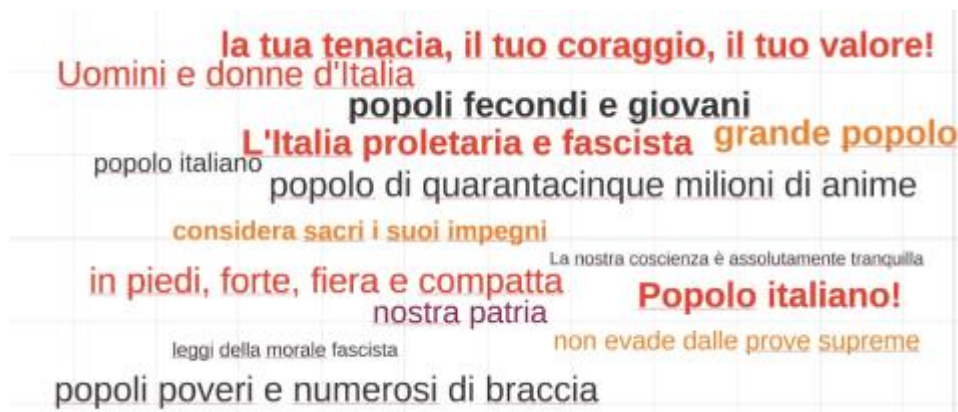 la tua tenacia, il tuo coraggio, il tuo valore!
Uomini e donne d'Italia
popoli fecondi e giovani
L'Italia proletaria e fascista
grande popolo
popolo italiano
popolo di quarantacinque milioni di anime
considera sacri i suoi impegni
La nostra coscienza è assolutamente tranquilla
in piedi, forte, fiera e compatta
Popolo italiano!
nostra patria
non evade dalle prove supreme
leggi della morale fascista
popoli poveri e numerosi di braccia